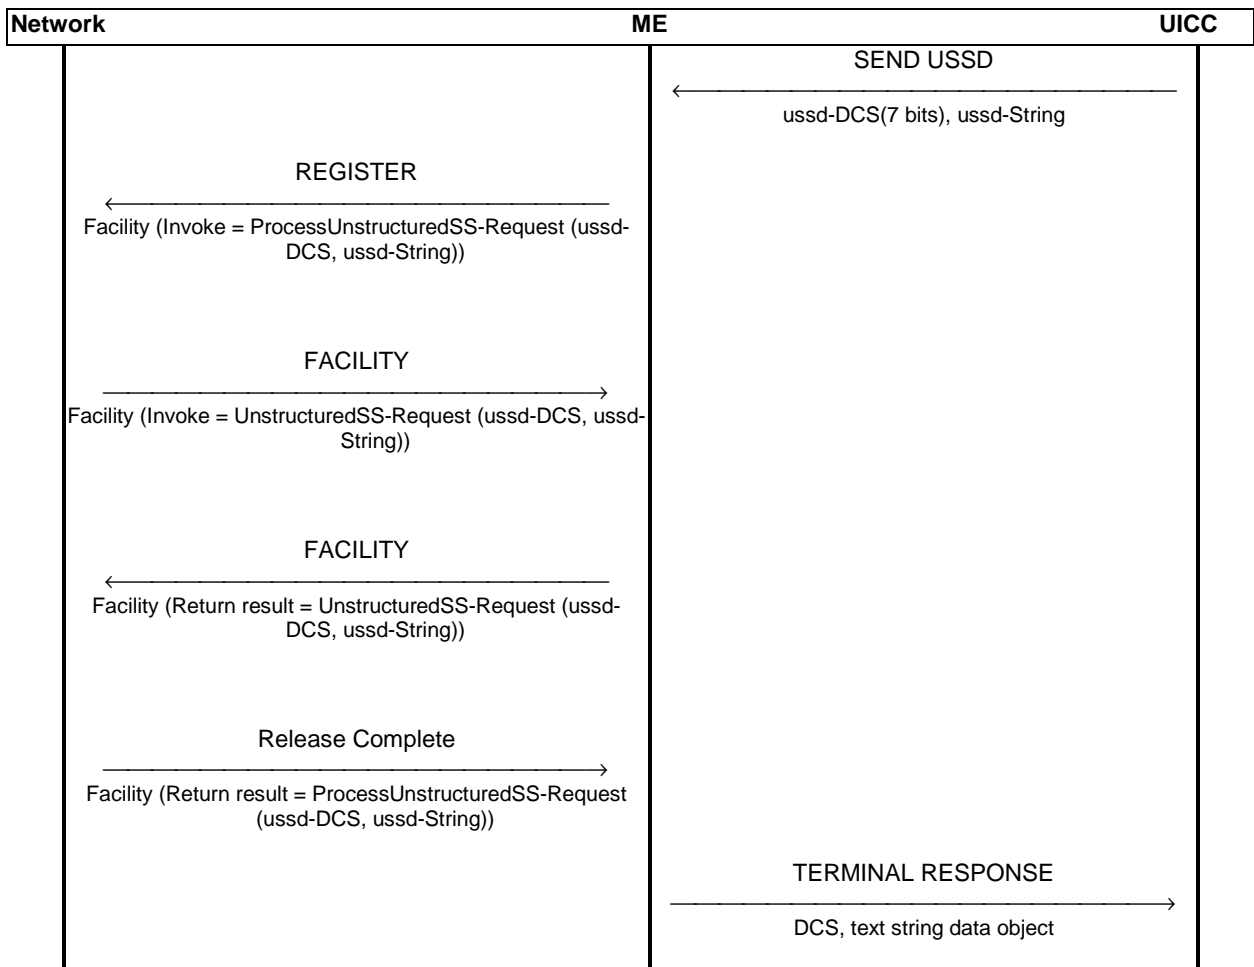 Network ME UICC
SEND USSD
ussd-DCS(7 bits), ussd-String
REGISTER
Facility (Invoke = ProcessUnstructuredSS-Request (ussd-
DCS, ussd-String))
FACILITY
Facility (Invoke = UnstructuredSS-Request (ussd-DCS, ussd-
String))
FACILITY
Facility (Return result = UnstructuredSS-Request (ussd-
DCS, ussd-String))
Release Complete
Facility (Return result = ProcessUnstructuredSS-Request
(ussd-DCS, ussd-String))
TERMINAL RESPONSE
DCS, text string data object